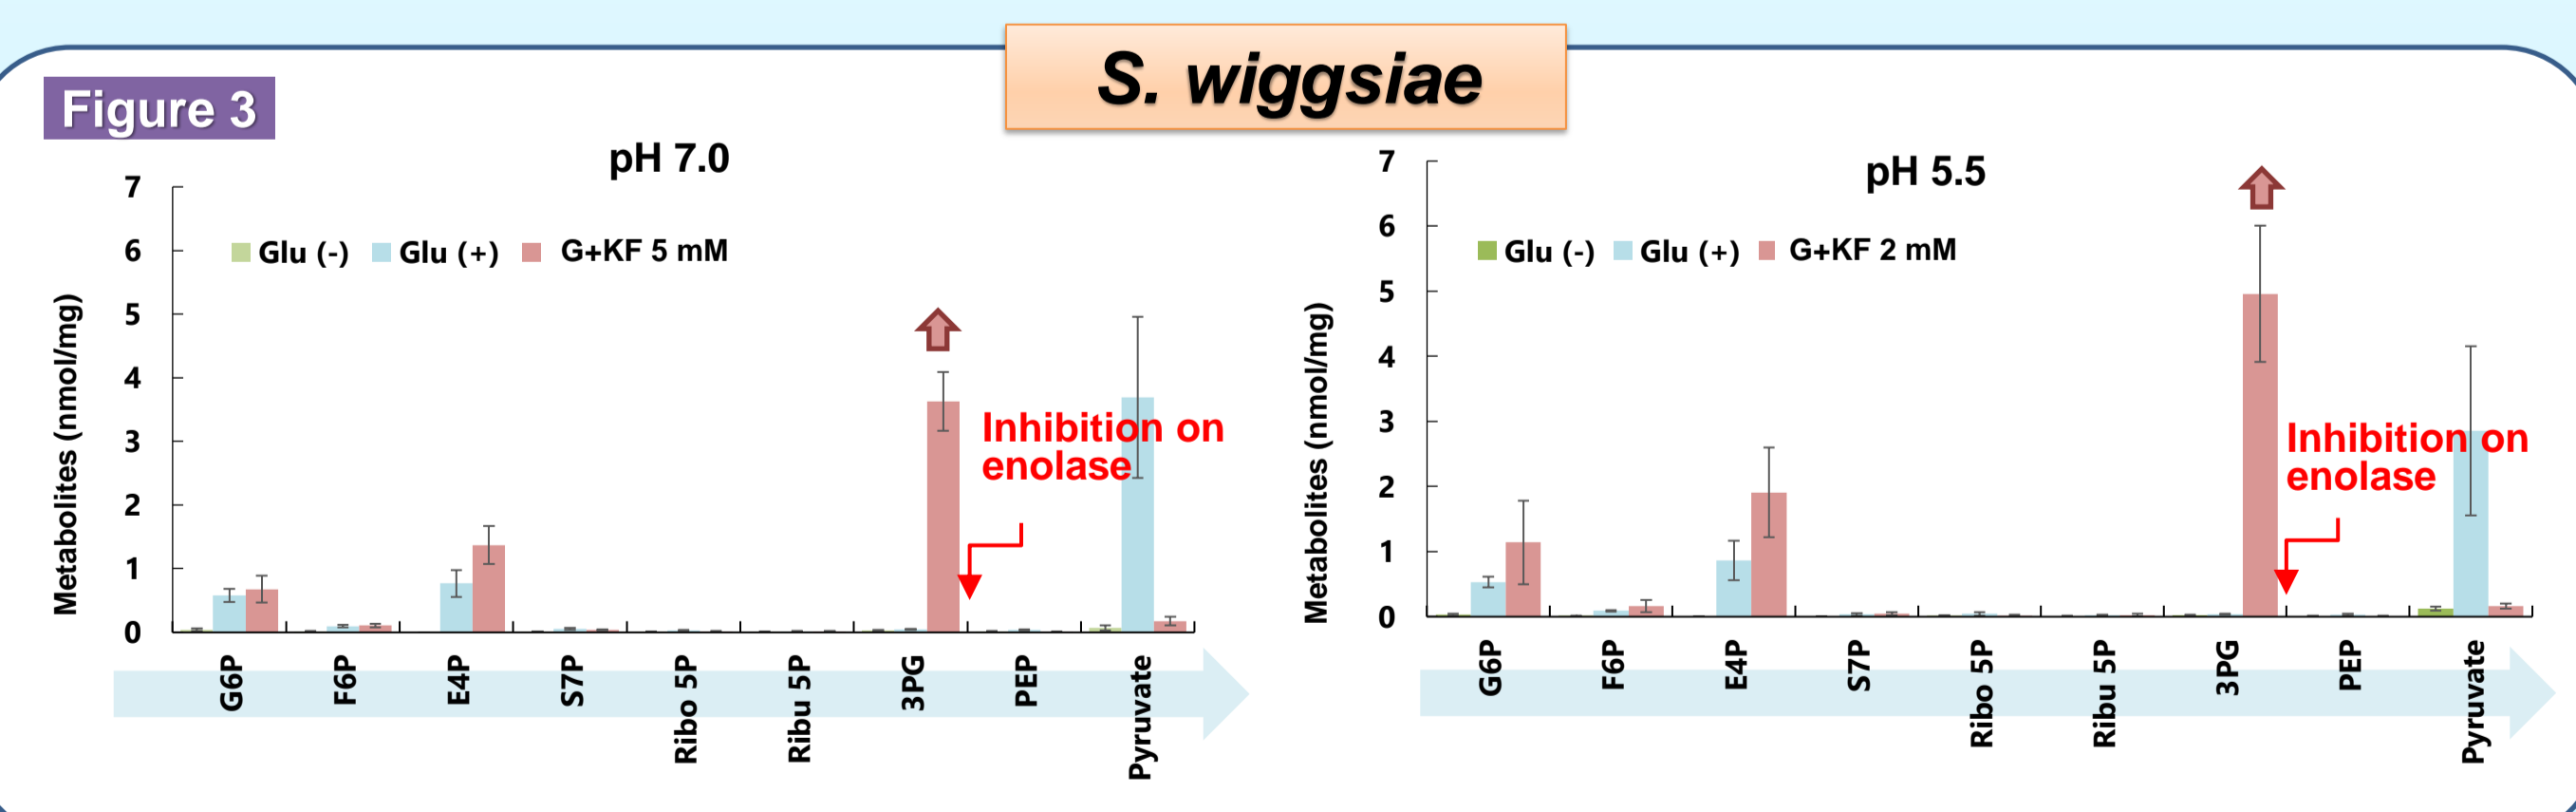 S. wiggsiae
Figure 3
pH 7.0
7
6
5
4
3
2
1
0
Metabolites (nmol/mg)
Glu (-) Glu (+) G+KF 5 mM
Inhibition on
enolase
G6P
F6P
E4P
S7P
Ribo 5P
Ribu 5P
3PG
PEP
Pyruvate
pH 5.5
7
6
5
4
3
2
1
0
Metabolites (nmol/mg)
Glu (-) Glu (+) G+KF 2 mM
Inhibition on
enolase
G6P
F6P
E4P
S7P
Ribo 5P
Ribu 5P
3PG
PEP
Pyruvate